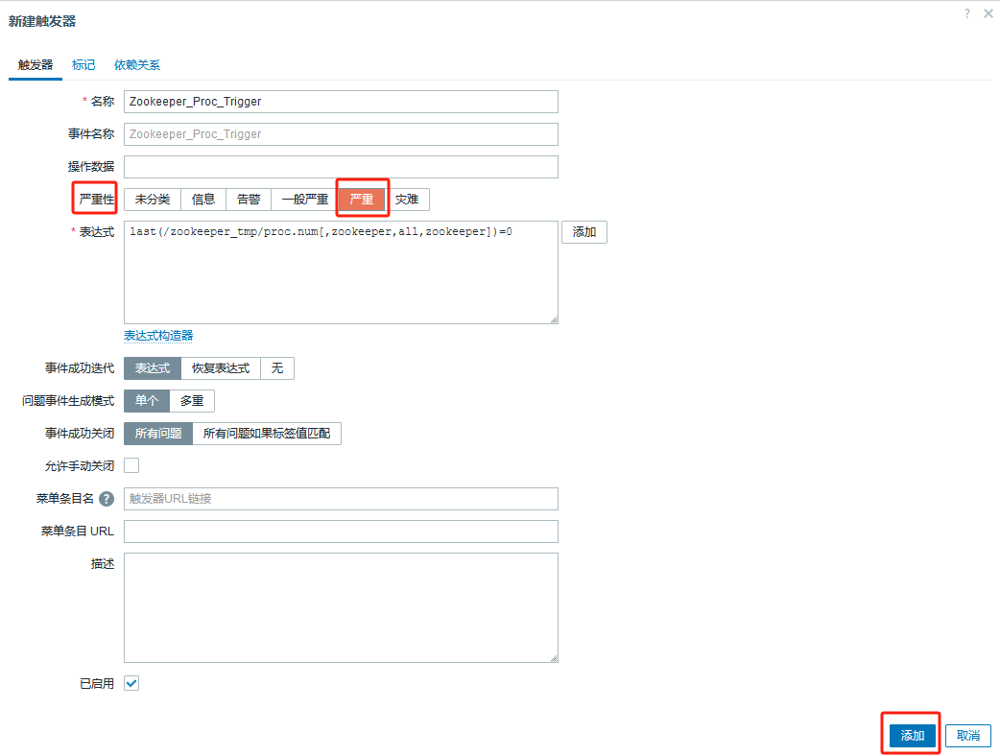 新建触发器
? ×
触发器 标记 依赖关系
* 名称 Zookeeper_Proc_Trigger
事件名称 Zookeeper_Proc_Trigger
操作数据
严重性 未分类 信息 告警 一般严重 严重 灾难
* 表达式 last(/zookeeper_tmp/proc.num[,zookeeper,all,zookeeper])=0 添加
表达式构造器
事件成功迭代 表达式 恢复表达式 无
问题事件生成模式 单个 多重
事件成功关闭 所有问题 所有问题如果标签值匹配
允许手动关闭
菜单条目名 ? 触发器URL链接
菜单条目 URL
描述
已启用
添加 取消